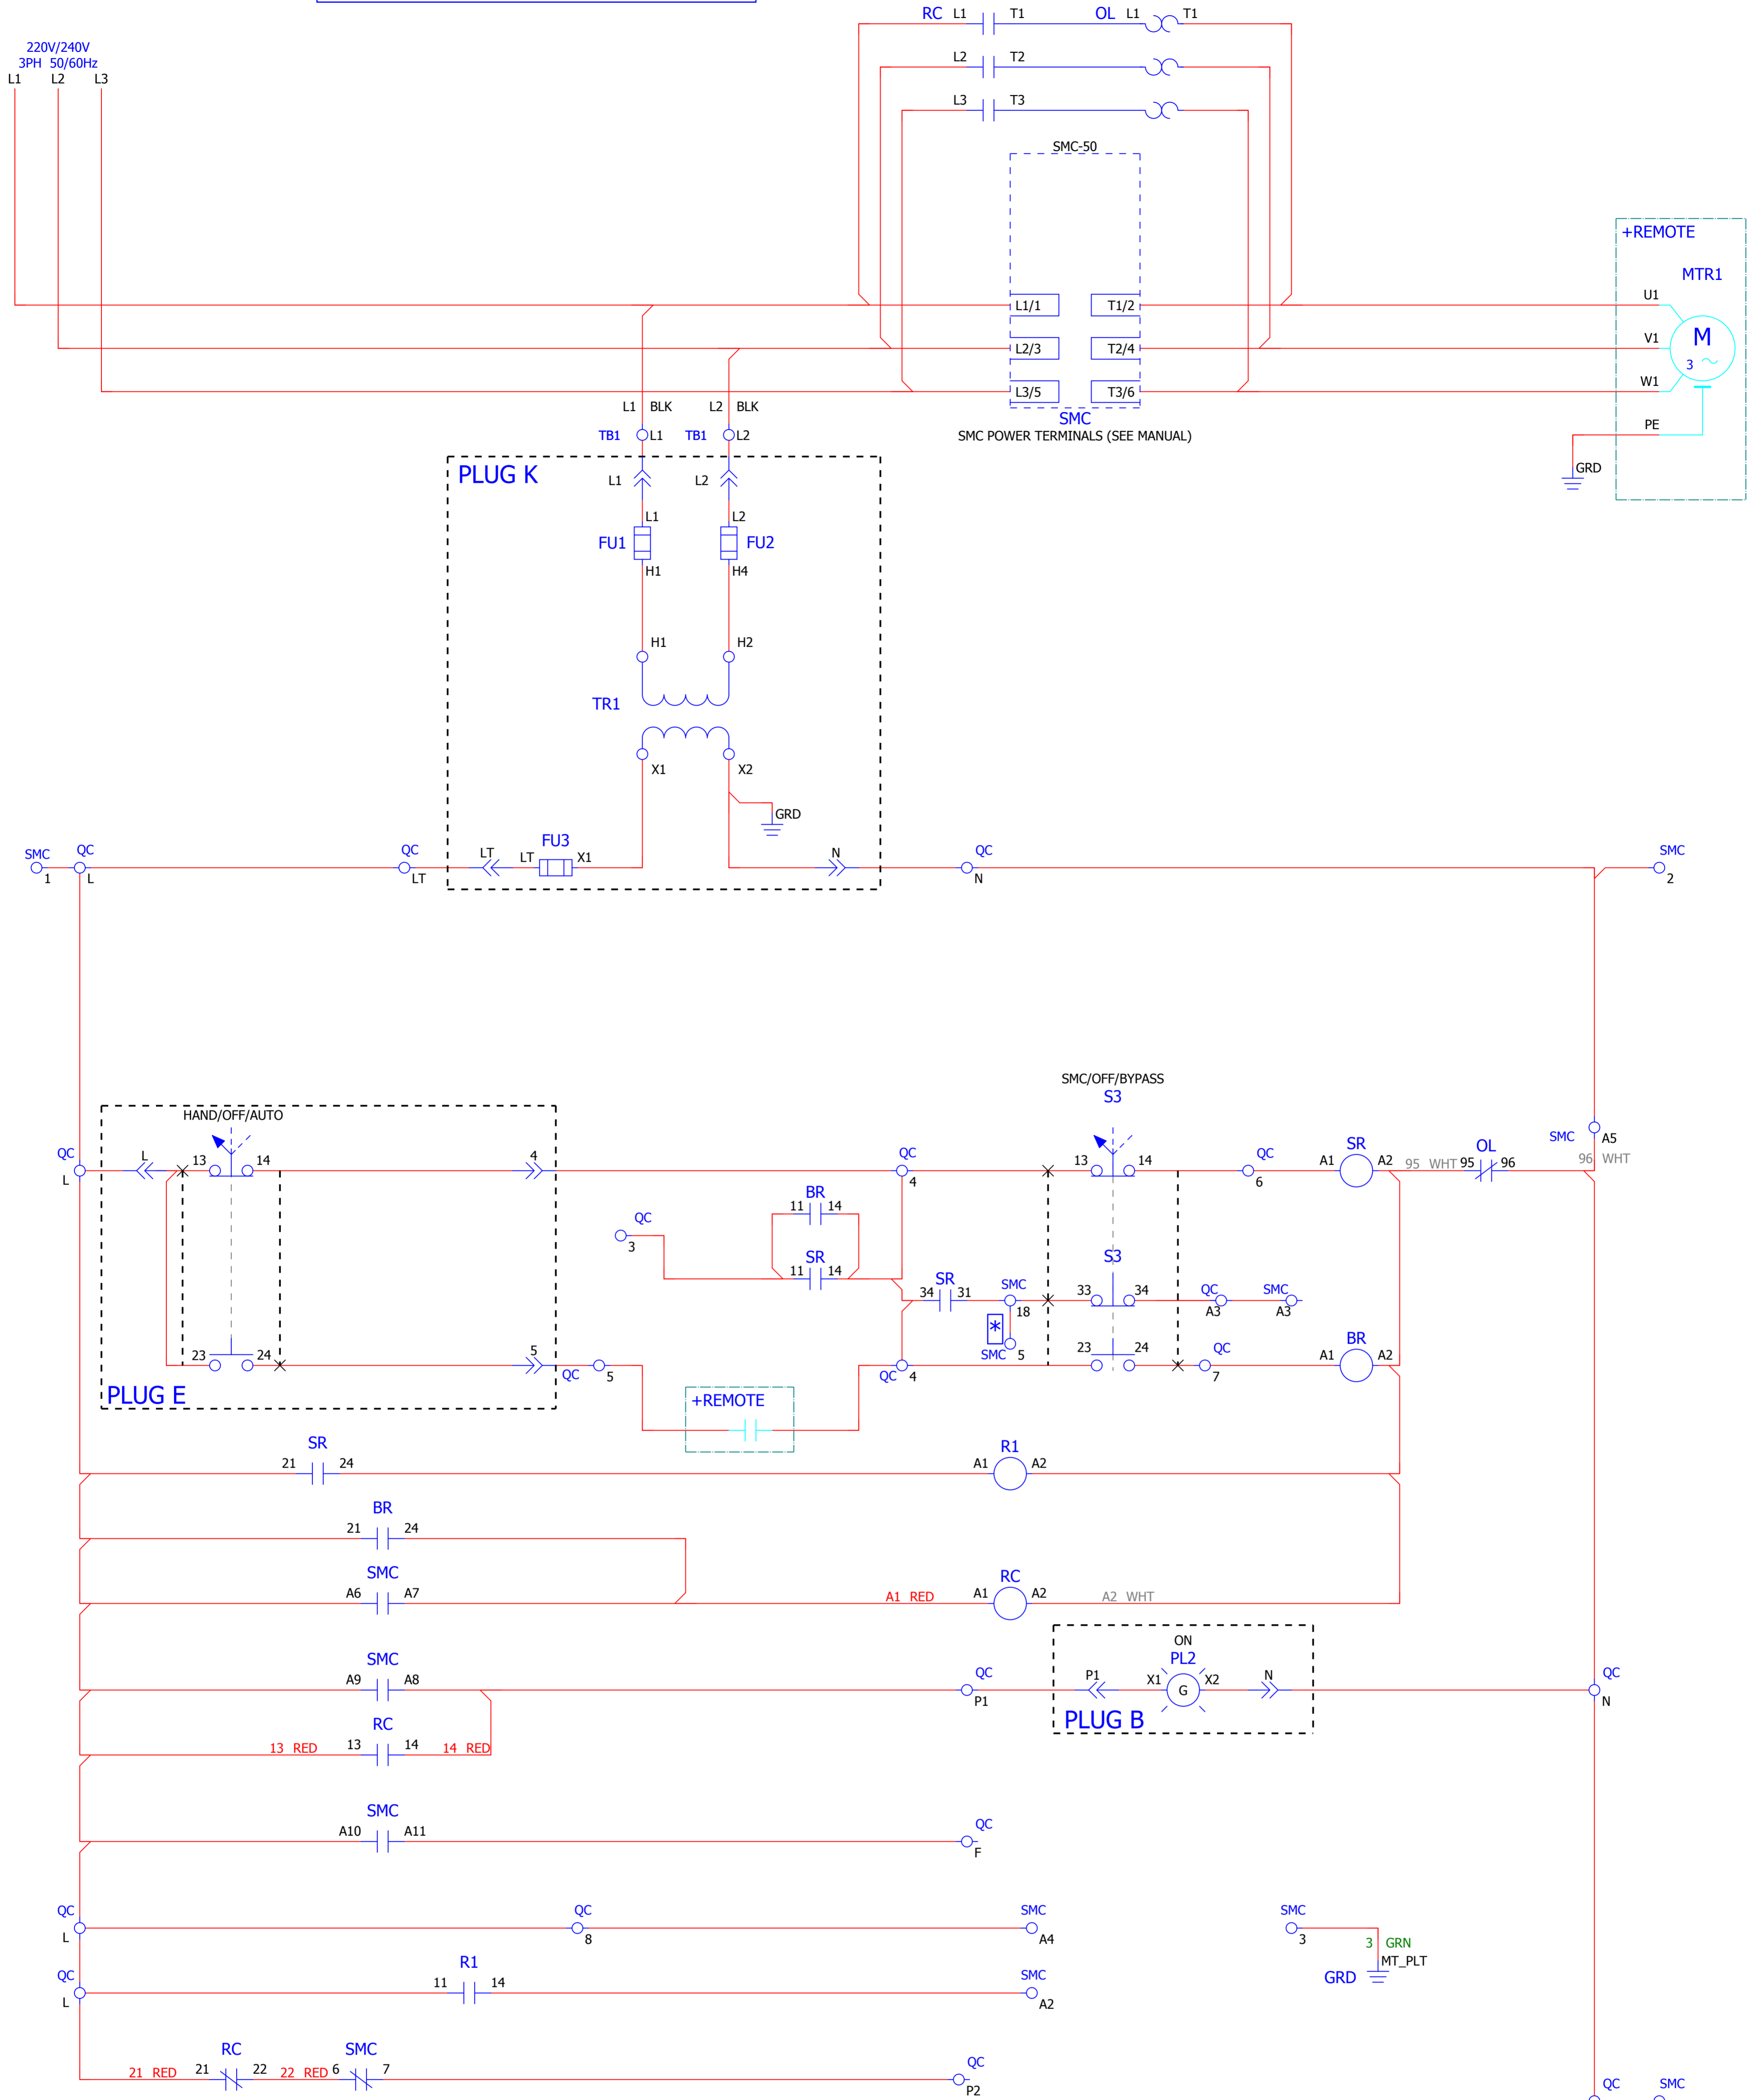 RC L1 T1 OL L1 T1
220V/240V
3PH 50/60Hz
L1 L2 L3
L2 T2
L3 T3
SMC-50
+REMOTE
MTR1
L1/1 T1/2 U1
L2/3 T2/4 V1
M
3
L3/5 T3/6 W1
L1 BLK L2 BLK
SMC
SMC POWER TERMINALS (SEE MANUAL)
PE
TB1 L1 TB1 L2
GRD
PLUG K
L1 L2
L1 L2
FU1 FU2
H1 H4
H1 H2
TR1
X1 X2
GRD
SMC QC QC FU3 QC SMC
LT LT X1 N
1 L LT N 2
SMC/OFF/BYPASS
S3
HAND/OFF/AUTO
QC L 13 14 4 QC 13 14 QC SR OL SMC A5
A1 A2 95 WHT 95 96 96 WHT
L 4 6
BR
11 14
QC
3
SR
11 14
S3
SR SMC
34 31 33 34 QC SMC
18 A3 A3
*
SMC 5
23 24 5 QC 5 QC 4 23 24 QC BR
A1 A2
7
PLUG E
+REMOTE
SR R1
21 24 A1 A2
BR
21 24
SMC RC
A6 A7 A1 RED A1 A2 A2 WHT
ON
SMC PL2
A9 A8 QC P1 X1 X2 N QC
G
P1 N
PLUG B
RC
13 RED 13 14 14 RED
SMC
A10 A11 QC
F
QC QC SMC SMC
L 8 A4 3
3 GRN
MT_PLT
GRD
QC R1 SMC
11 14
L A2
RC SMC
21 RED 21 22 22 RED 6 7 QC
P2
QC SMC